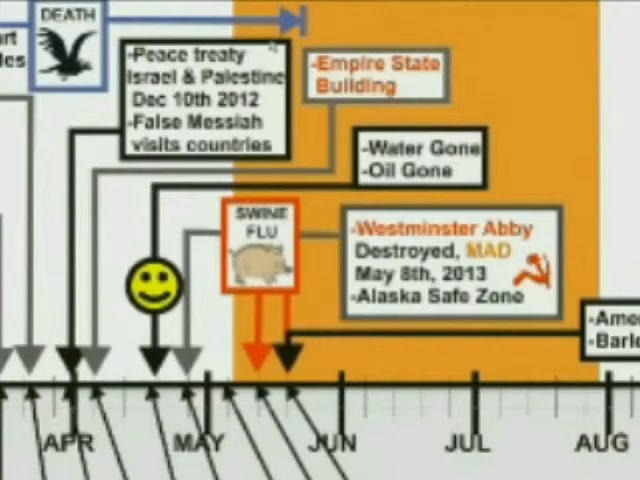 DEATH
-Peace treaty
Israel & Palestine
Dec 10th 2012
-False Messiah
visits countries
-Empire State
Building
-Water Gone
-Oil Gone
SWINE
FLU
-Westminster Abby
Destroyed, MAD
May 8th, 2013
-Alaska Safe Zone
-Ame
-Barle
APR MAY JUN JUL AUG